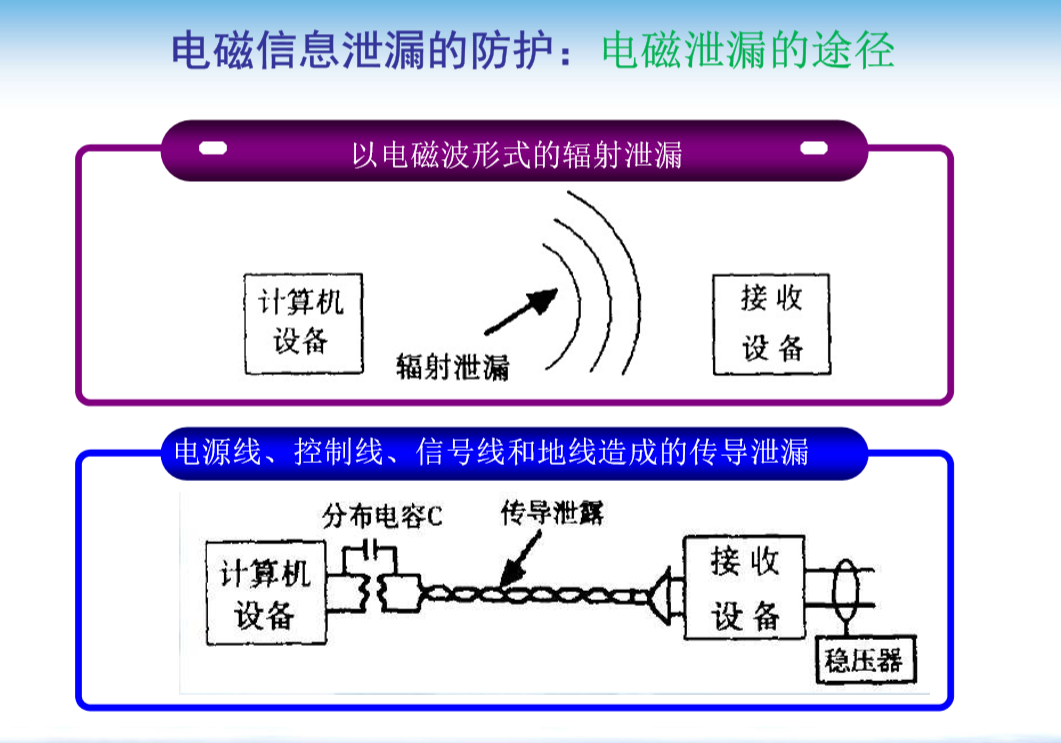 电磁信息泄漏的防护：电磁泄漏的途径
以电磁波形式的辐射泄漏
计算机
设备
辐射泄漏
接收
设备
电源线、控制线、信号线和地线造成的传导泄漏
分布电容C
传导泄露
计算机
设备
接收
设备
稳压器